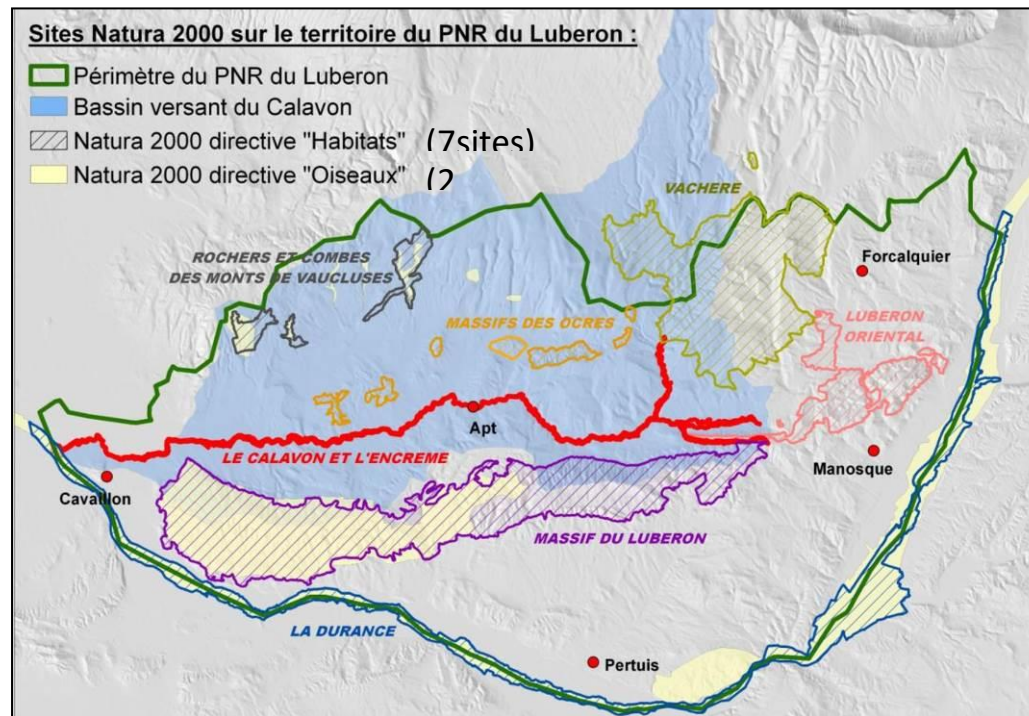 Sites Natura 2000 sur le territoire du PNR du Luberon :
Périmètre du PNR du Luberon
Bassin versant du Calavon
Natura 2000 directive "Habitats" (7sites)
Natura 2000 directive "Oiseaux" (2
VACHERE
ROCHERS ET COMBES
DES MONTS DE VAUCLUSES
Forcalquier
MASSIFS DES OCRES
LUBERON
ORIENTAL
Apt
LE CALAVON ET L'ENCREME
Manosque
Cavaillon
MASSIF DU LUBERON
LA DURANCE
Pertuis